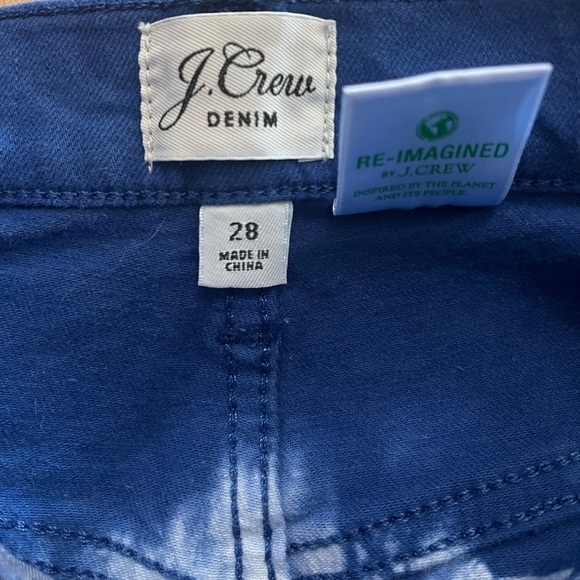 J.Crew
DENIM
RE-IMAGINED
BY J.CREW
INSPIRED BY THE PLANET
AND ITS PEOPLE
28
MADE IN
CHINA